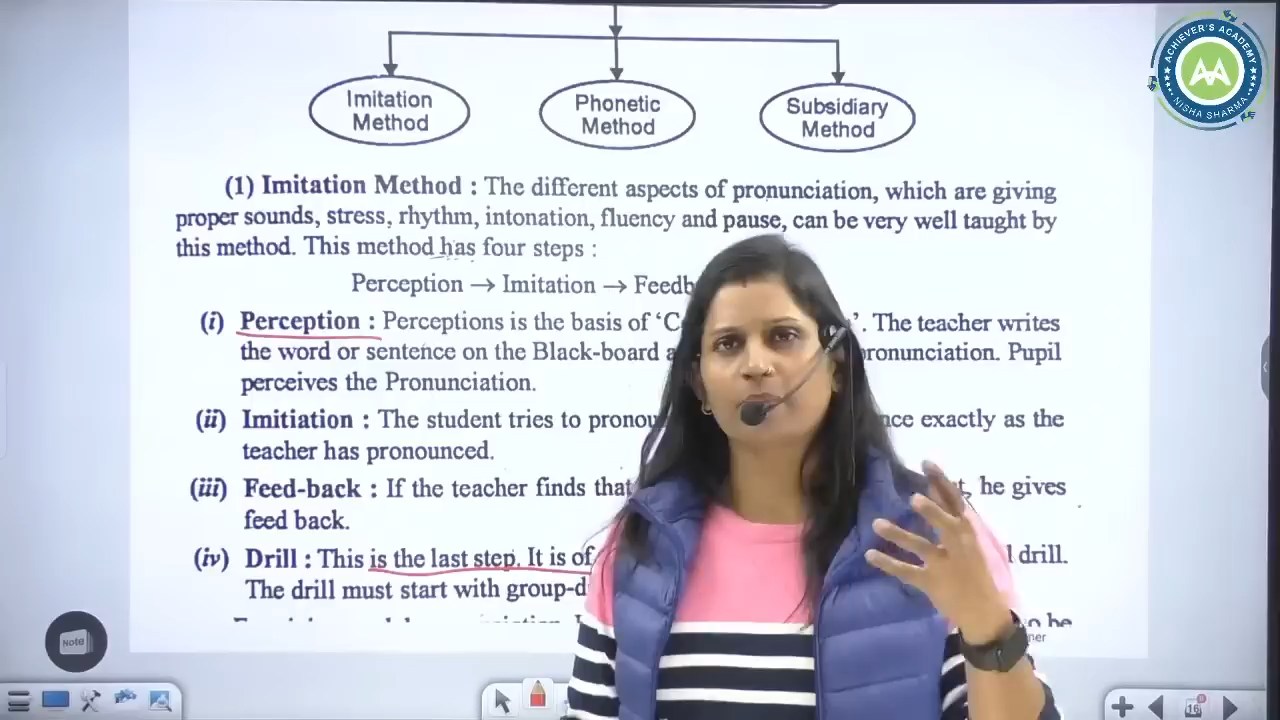 ACHIEVER'S ACADEMY
NISHA SHARMA
Imitation
Method
Phonetic
Method
Subsidiary
Method
(1) Imitation Method : The different aspects of pronunciation, which are giving
proper sounds, stress, rhythm, intonation, fluency and pause, can be very well taught by
this method. This method has four steps :
Perception → Imitation →
(i) Perception : Perceptions is the basis of ’. The teacher writes
the word or sentence on the Black-board pronunciation. Pupil
perceives the Pronunciation.
(ii) Imitiation : The student tries to exactly as the
teacher has pronounced.
(iii) Feed-back : If the teacher finds that he gives
feed back.
(iv) Drill : This is the last step. It is of drill.
The drill must start with
Note
16